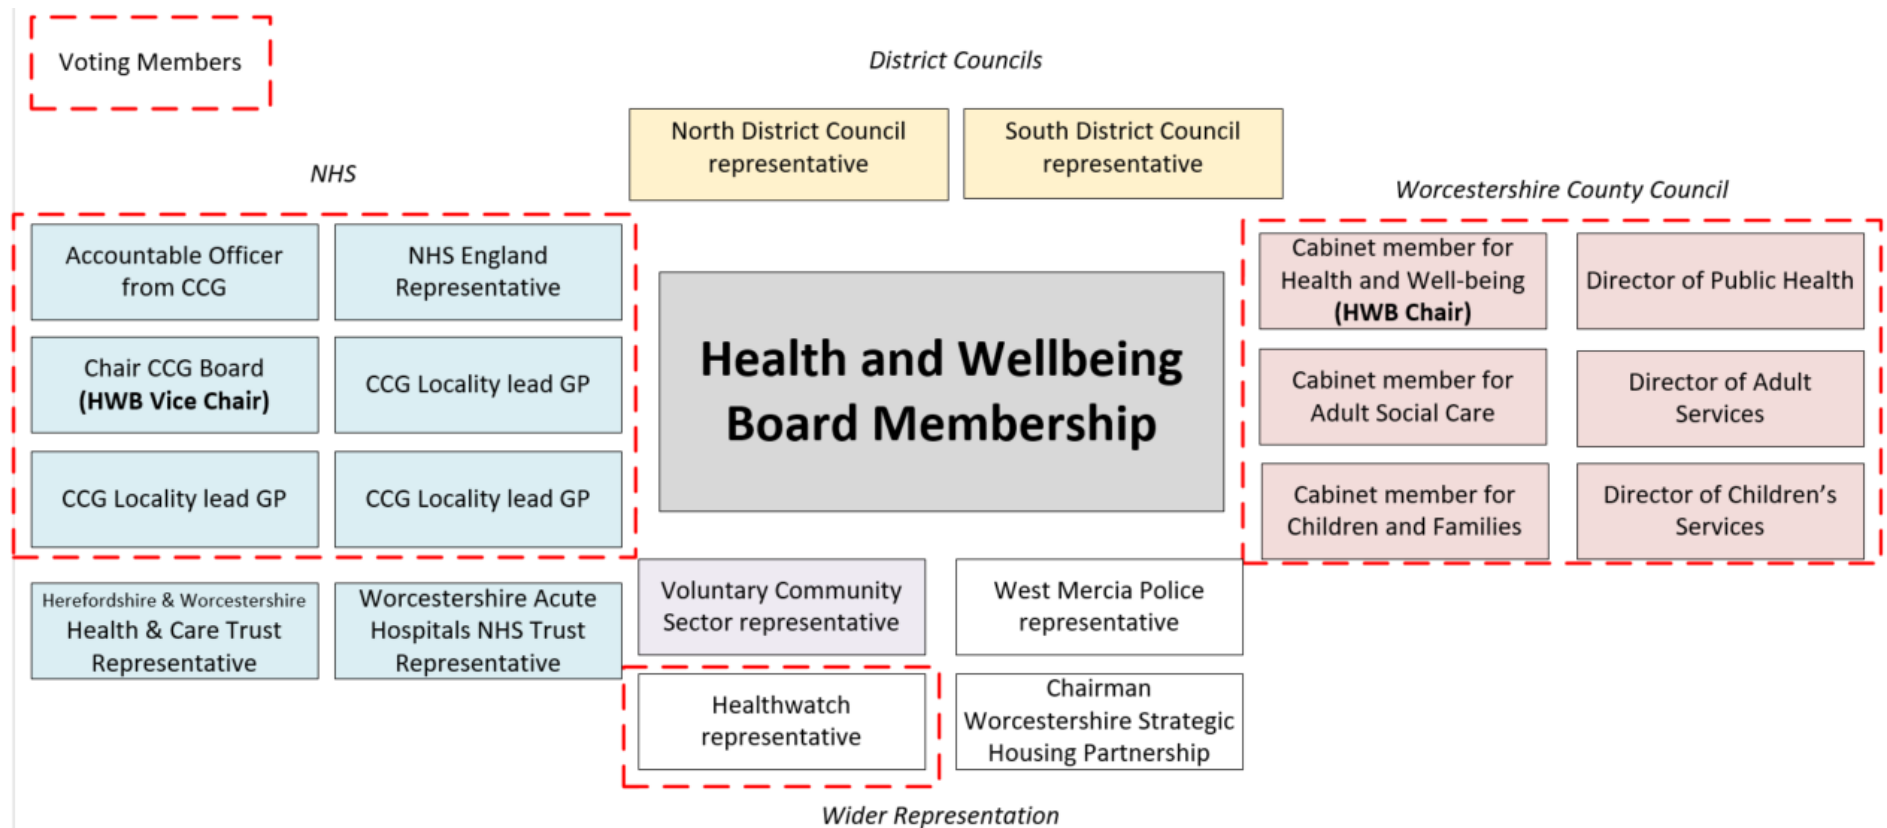 Voting Members
District Councils
North District Council
representative
South District Council
representative
NHS
Worcestershire County Council
Accountable Officer
from CCG
NHS England
Representative
Chair CCG Board
(HWB Vice Chair)
CCG Locality lead GP
CCG Locality lead GP
CCG Locality lead GP
Herefordshire & Worcestershire
Health & Care Trust
Representative
Worcestershire Acute
Hospitals NHS Trust
Representative
Health and Wellbeing
Board Membership
Cabinet member for
Health and Well-being
(HWB Chair)
Director of Public Health
Cabinet member for
Adult Social Care
Director of Adult
Services
Cabinet member for
Children and Families
Director of Children’s
Services
Voluntary Community
Sector representative
West Mercia Police
representative
Healthwatch
representative
Chairman
Worcestershire Strategic
Housing Partnership
Wider Representation